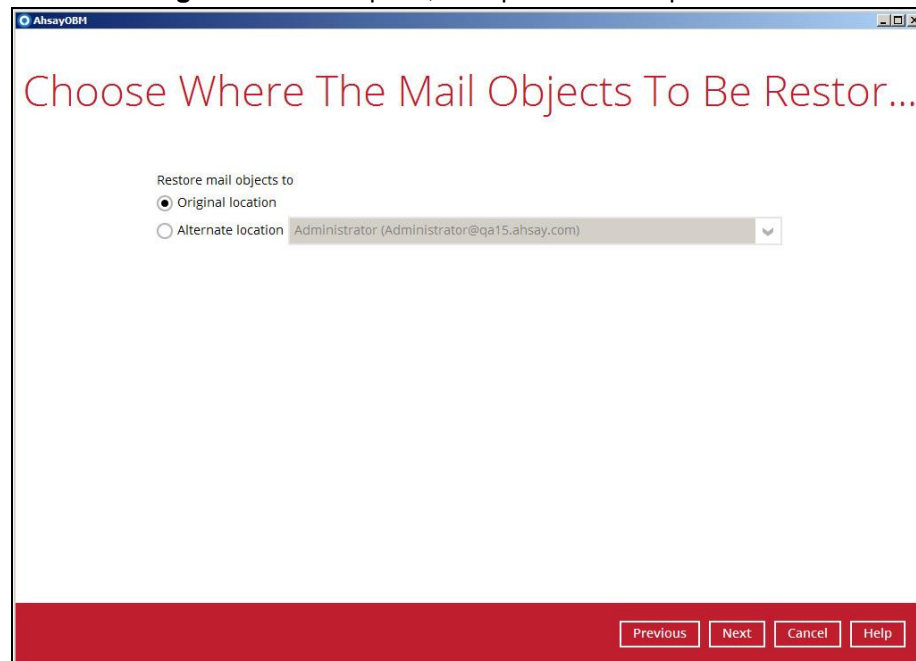 AhsayOBM
Choose Where The Mail Objects To Be Restor...
Restore mail objects to
Original location
Alternate location Administrator (Administrator@qa15.ahsay.com)
Previous Next Cancel Help